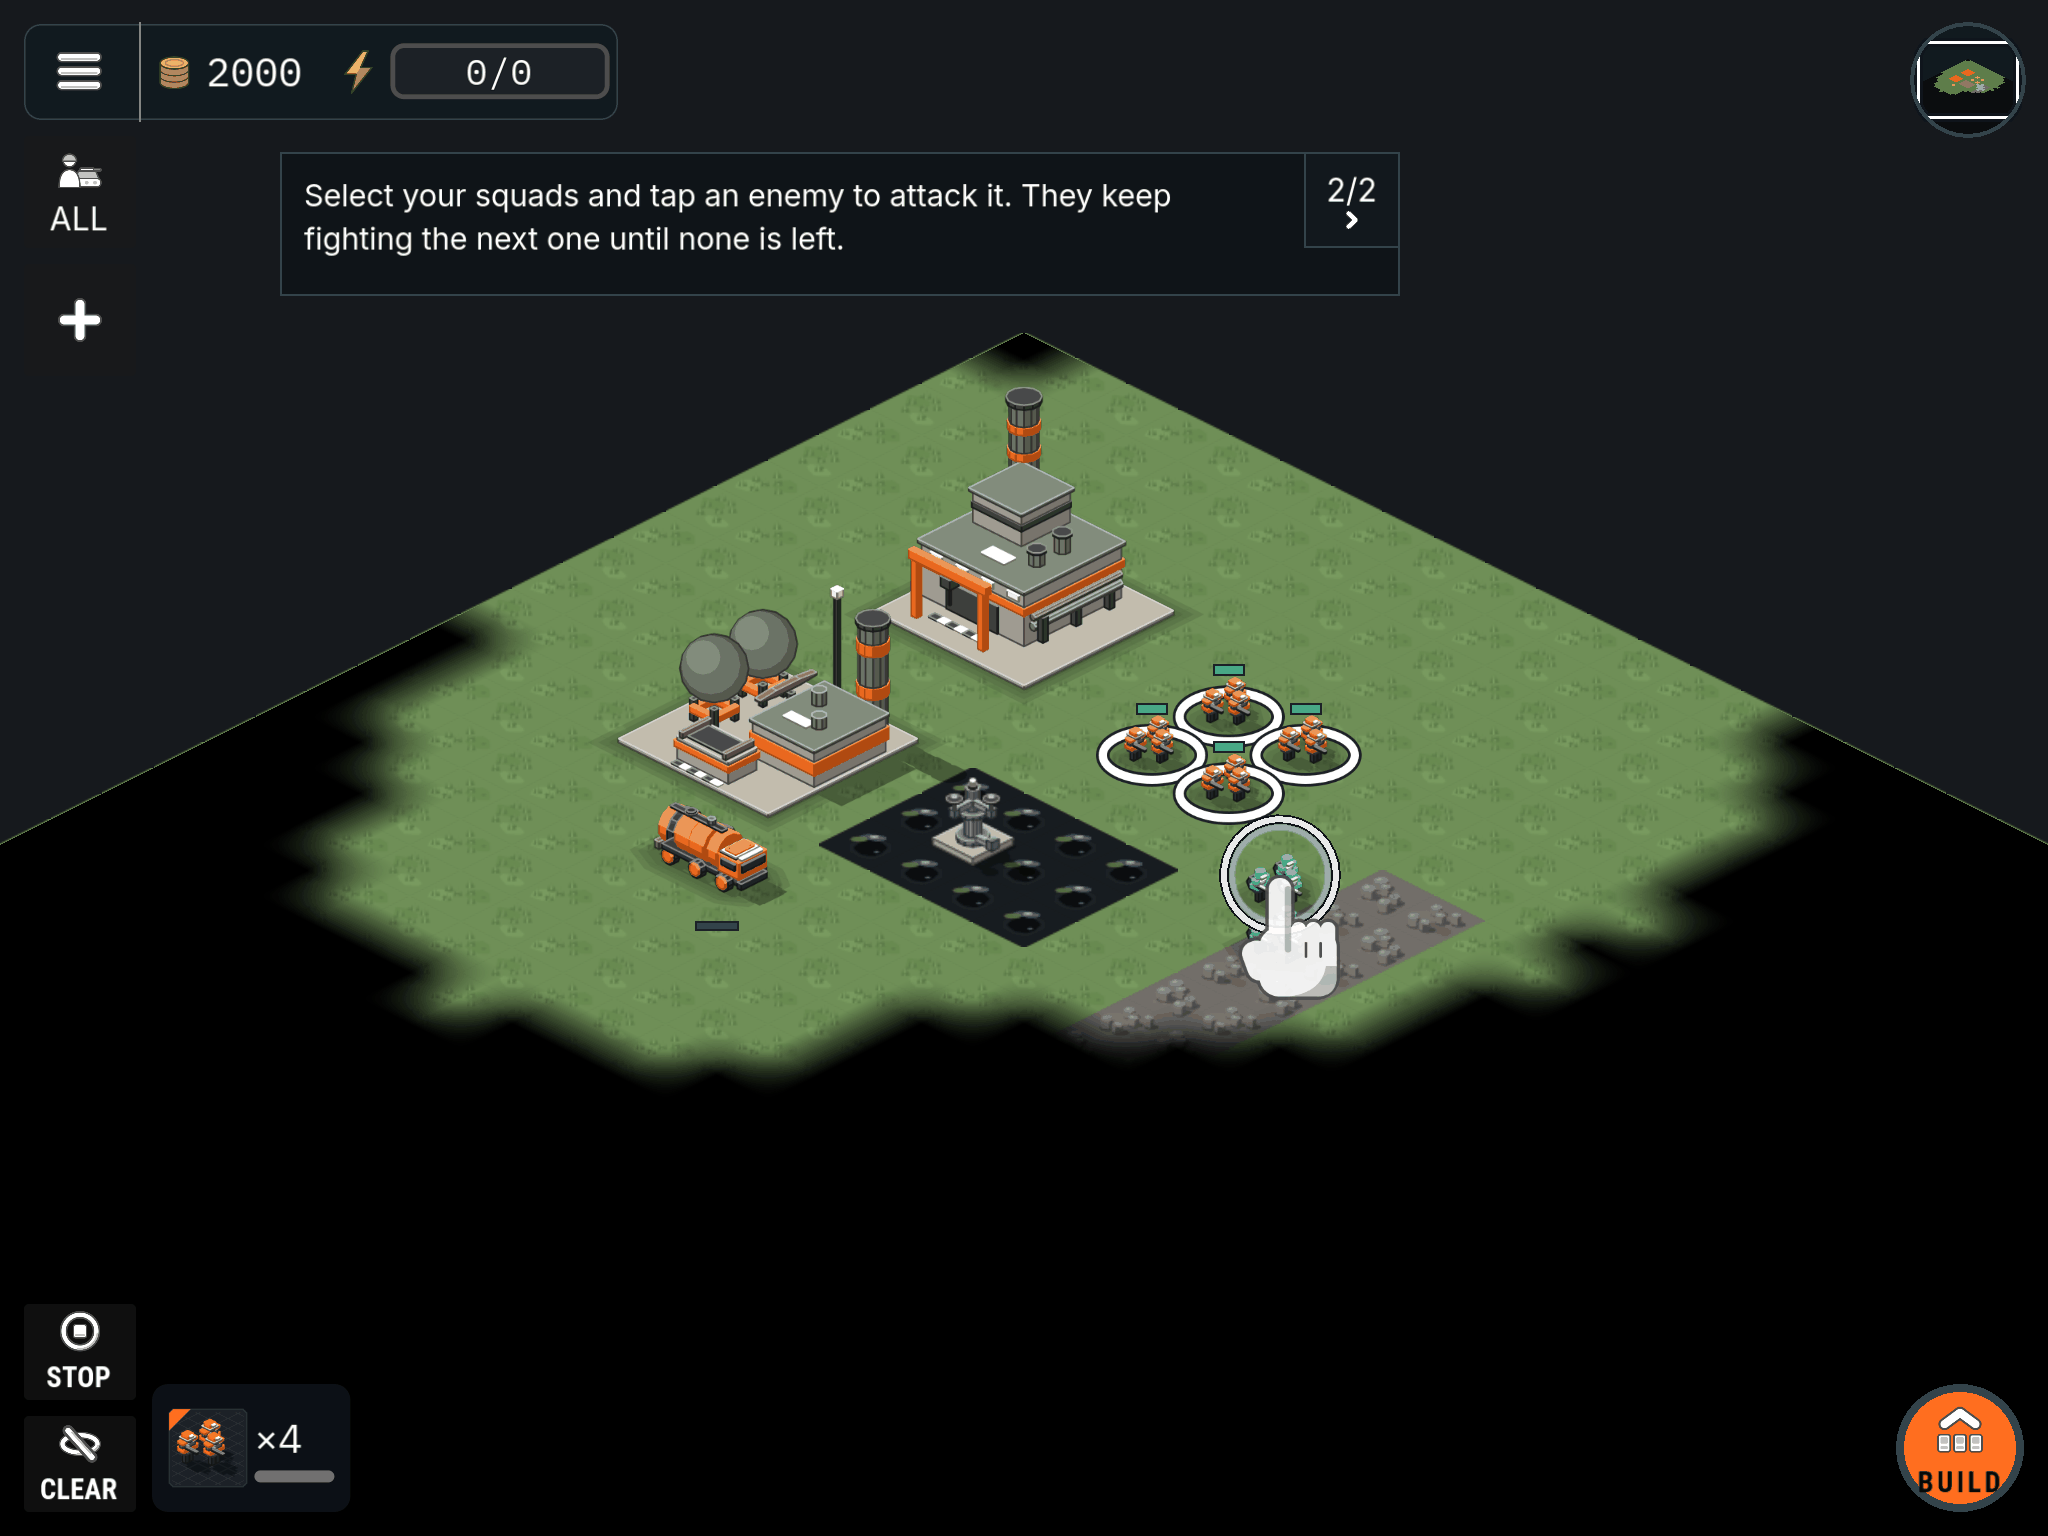 2000
0/0
ALL
Select your squads and tap an enemy to attack it. They keep
fighting the next one until none is left.
2/2
STOP
CLEAR
×4
BUILD